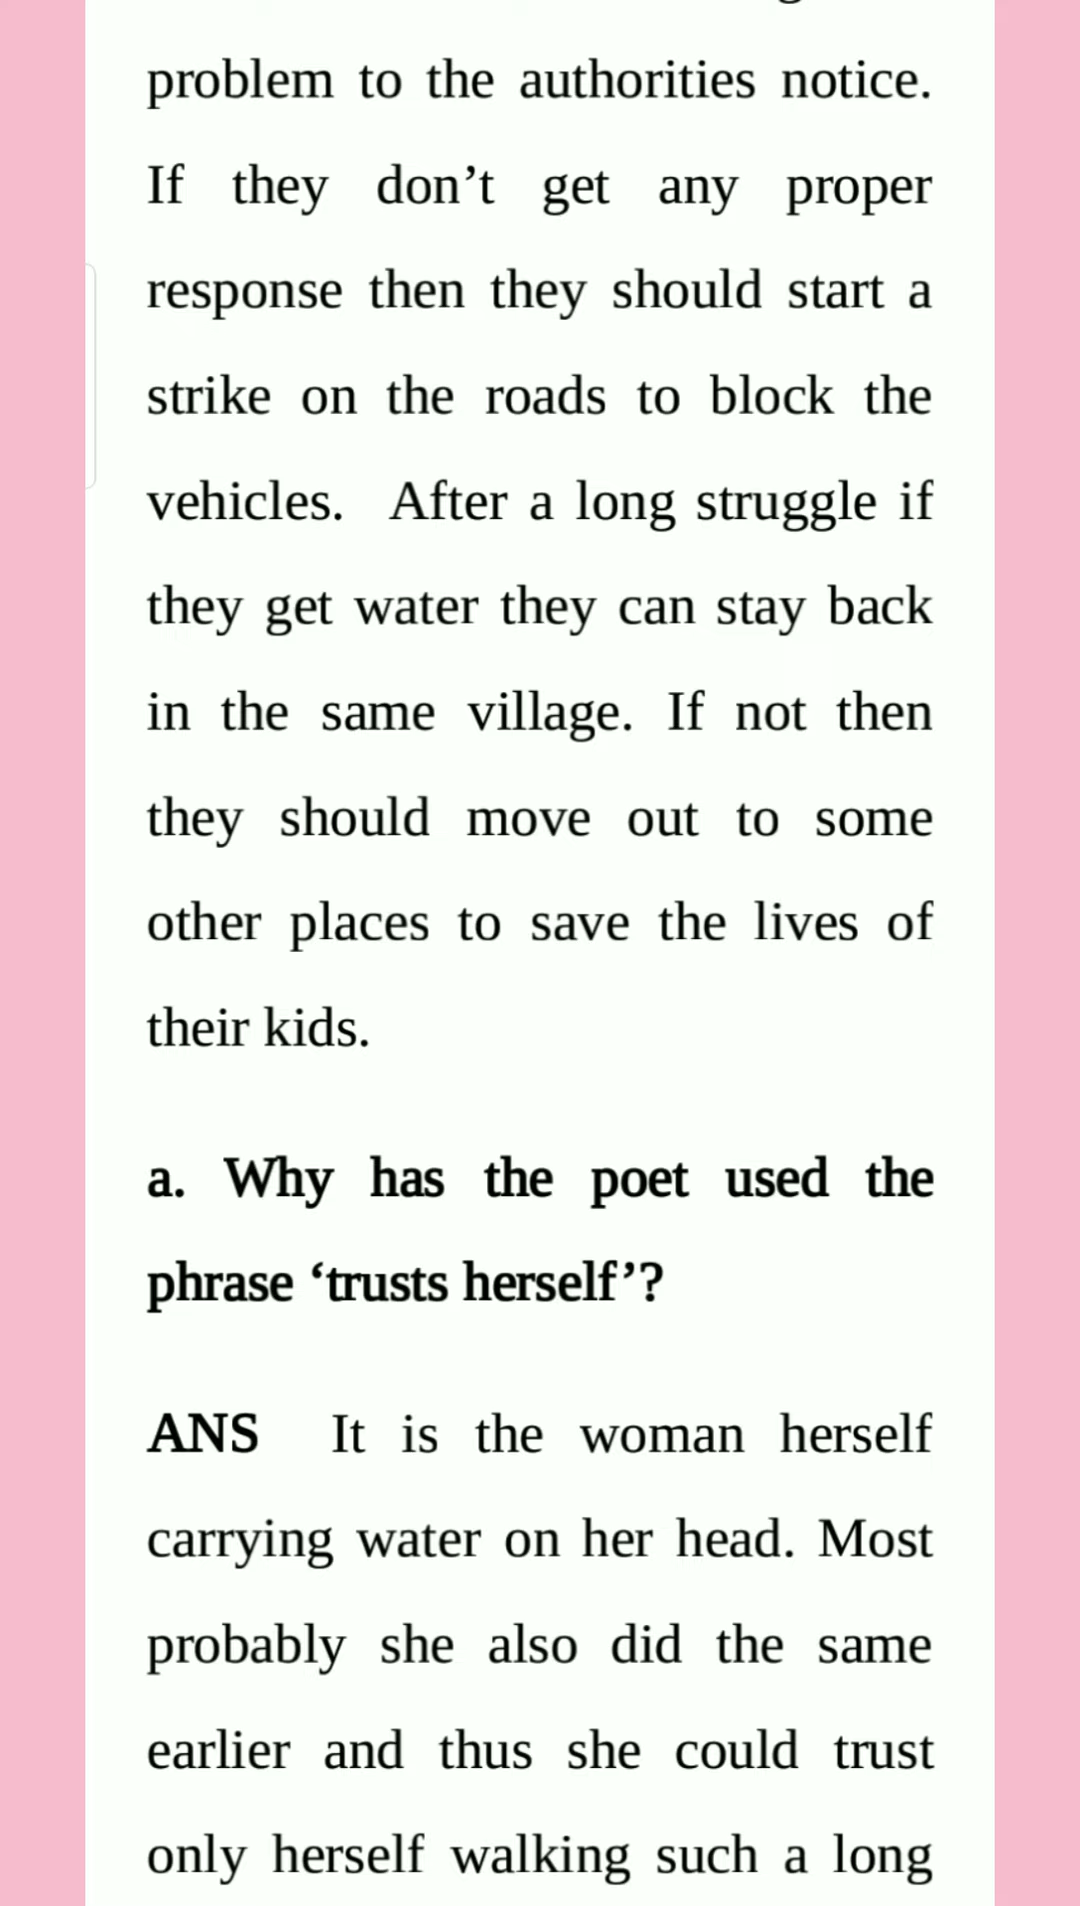 problem to the authorities notice.
If they don’t get any proper
response then they should start a
strike on the roads to block the
vehicles. After a long struggle if
they get water they can stay back
in the same village. If not then
they should move out to some
other places to save the lives of
their kids.
a. Why has the poet used the
phrase ‘trusts herself’?
ANS It is the woman herself
carrying water on her head. Most
probably she also did the same
earlier and thus she could trust
only herself walking such a long